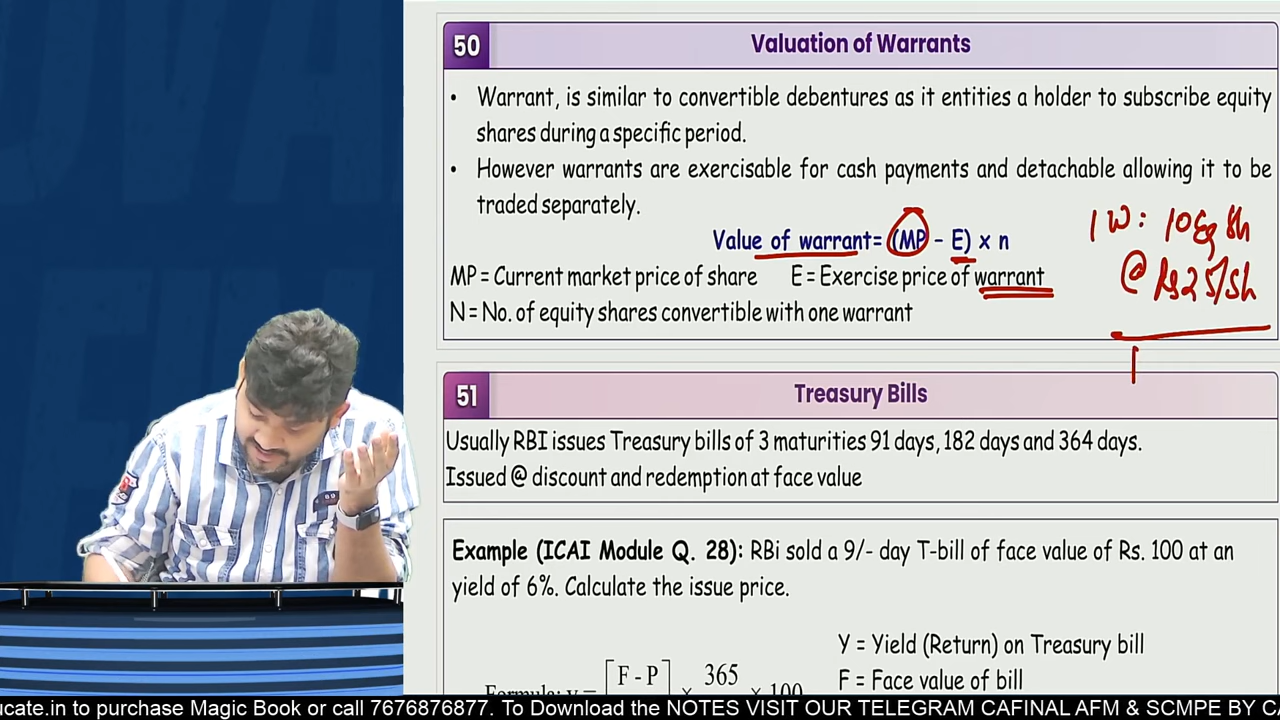 50
Valuation of Warrants
• Warrant, is similar to convertible debentures as it entities a holder to subscribe equity
shares during a specific period.
• However warrants are exercisable for cash payments and detachable allowing it to be
traded separately.
Value of warrant= (MP - E) × n
MP = Current market price of share E = Exercise price of warrant
N = No. of equity shares convertible with one warrant
1 W : 10 Eq Sh
@ Rs 25/Sh
51
Treasury Bills
Usually RBI issues Treasury bills of 3 maturities 91 days, 182 days and 364 days.
Issued @ discount and redemption at face value
Example (ICAI Module Q. 28): RBi sold a 9/- day T-bill of face value of Rs. 100 at an
yield of 6%. Calculate the issue price.
Y = Yield (Return) on Treasury bill
F = Face value of bill
F - P
365
× × 100
ucate.in to purchase Magic Book or call 7676876877. To Download the NOTES VISIT OUR TELEGRAM CAFINAL AFM & SCMPE BY CA